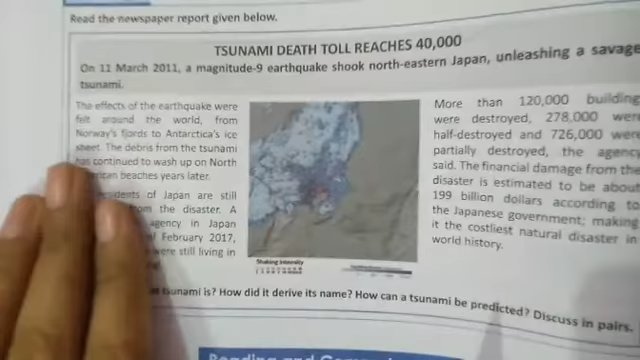 Read the newspaper report given below.
TSUNAMI DEATH TOLL REACHES 40,000
On 11 March 2011, a magnitude-9 earthquake shook north-eastern Japan, unleashing a savage
tsunami.
The effects of the earthquake were
felt around the world, from
Norway's fjords to Antarctica's ice
sheet. The debris from the tsunami
has continued to wash up on North
beaches years later.
of Japan are still
from the disaster. A
agency in Japan
February 2017,
were still living in
Shaking Intensity
More than 120,000 building
were destroyed, 278,000 were
half-destroyed and 726,000 were
partially destroyed, the agency
said. The financial damage from the
disaster is estimated to be about
199 billion dollars according to
the Japanese government; making
it the costliest natural disaster in
world history.
tsunami is? How did it derive its name? How can a tsunami be predicted? Discuss in pairs.